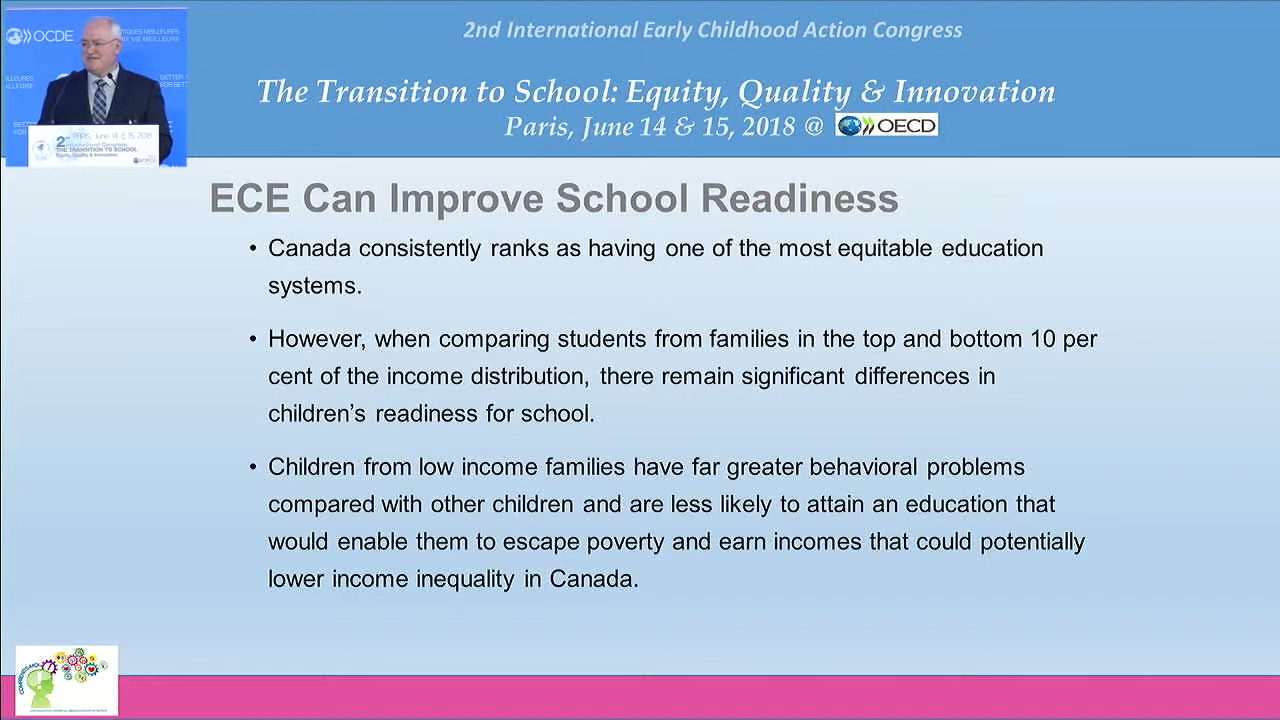 2nd International Early Childhood Action Congress
The Transition to School: Equity, Quality & Innovation
Paris, June 14 & 15, 2018 @ OECD
OCDE
ECE Can Improve School Readiness
• Canada consistently ranks as having one of the most equitable education
systems.
• However, when comparing students from families in the top and bottom 10 per
cent of the income distribution, there remain significant differences in
children’s readiness for school.
• Children from low income families have far greater behavioral problems
compared with other children and are less likely to attain an education that
would enable them to escape poverty and earn incomes that could potentially
lower income inequality in Canada.